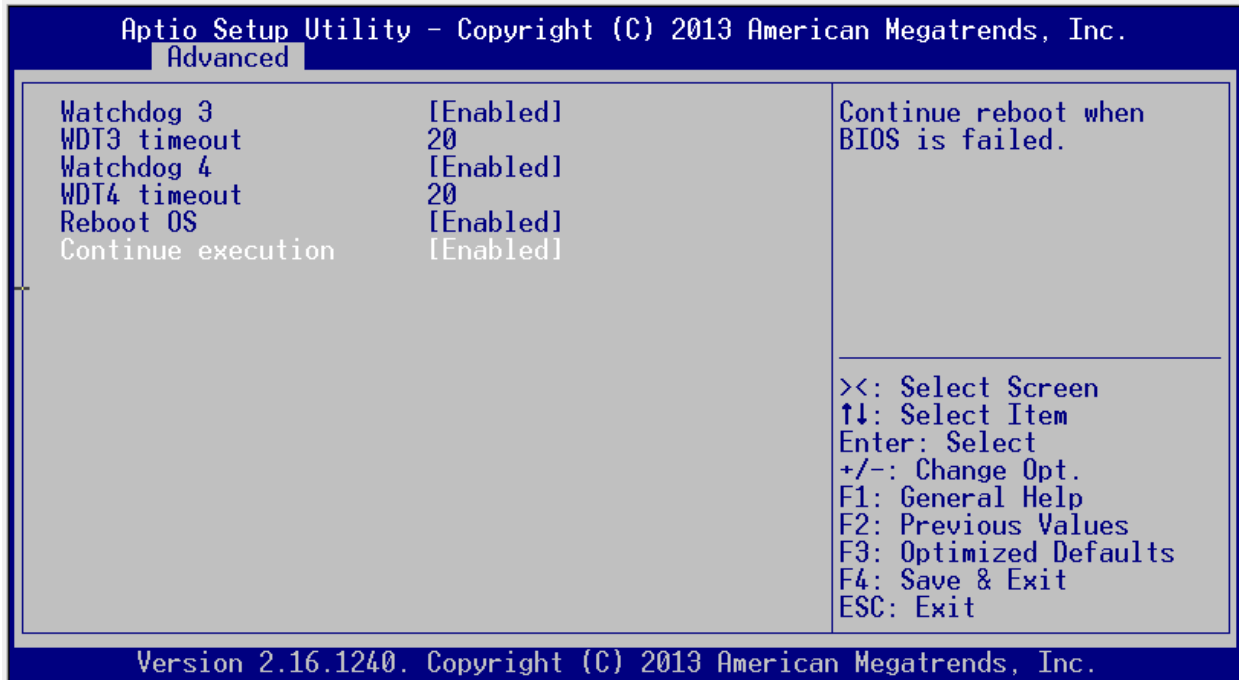 Aptio Setup Utility – Copyright (C) 2013 American Megatrends, Inc.
Advanced
Watchdog 3 [Enabled]
WDT3 timeout 20
Watchdog 4 [Enabled]
WDT4 timeout 20
Reboot OS [Enabled]
Continue execution [Enabled]
Continue reboot when
BIOS is failed.
><: Select Screen
↑↓: Select Item
Enter: Select
+/-: Change Opt.
F1: General Help
F2: Previous Values
F3: Optimized Defaults
F4: Save & Exit
ESC: Exit
Version 2.16.1240. Copyright (C) 2013 American Megatrends, Inc.